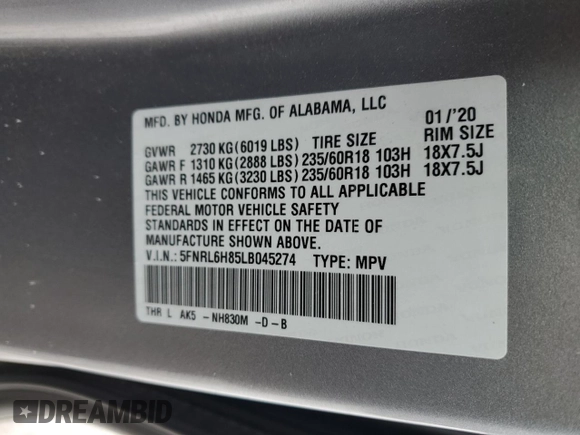 MFD. BY HONDA MFG. OF ALABAMA, LLC 01/'20
GVWR 2730 KG(6019 LBS) TIRE SIZE RIM SIZE
GAWR F 1310 KG(2888 LBS)235/60R18 103H 18X7.5J
GAWR R 1465 KG(3230 LBS)235/60R18 103H 18X7.5J
THIS VEHICLE CONFORMS TO ALL APPLICABLE
FEDERAL MOTOR VEHICLE SAFETY
STANDARDS IN EFFECT ON THE DATE OF
MANUFACTURE SHOWN ABOVE.
V.I.N.: 5FNRL6H85LB045274 TYPE: MPV
THR L AK5 - NH830M -D-B
DREAMBID